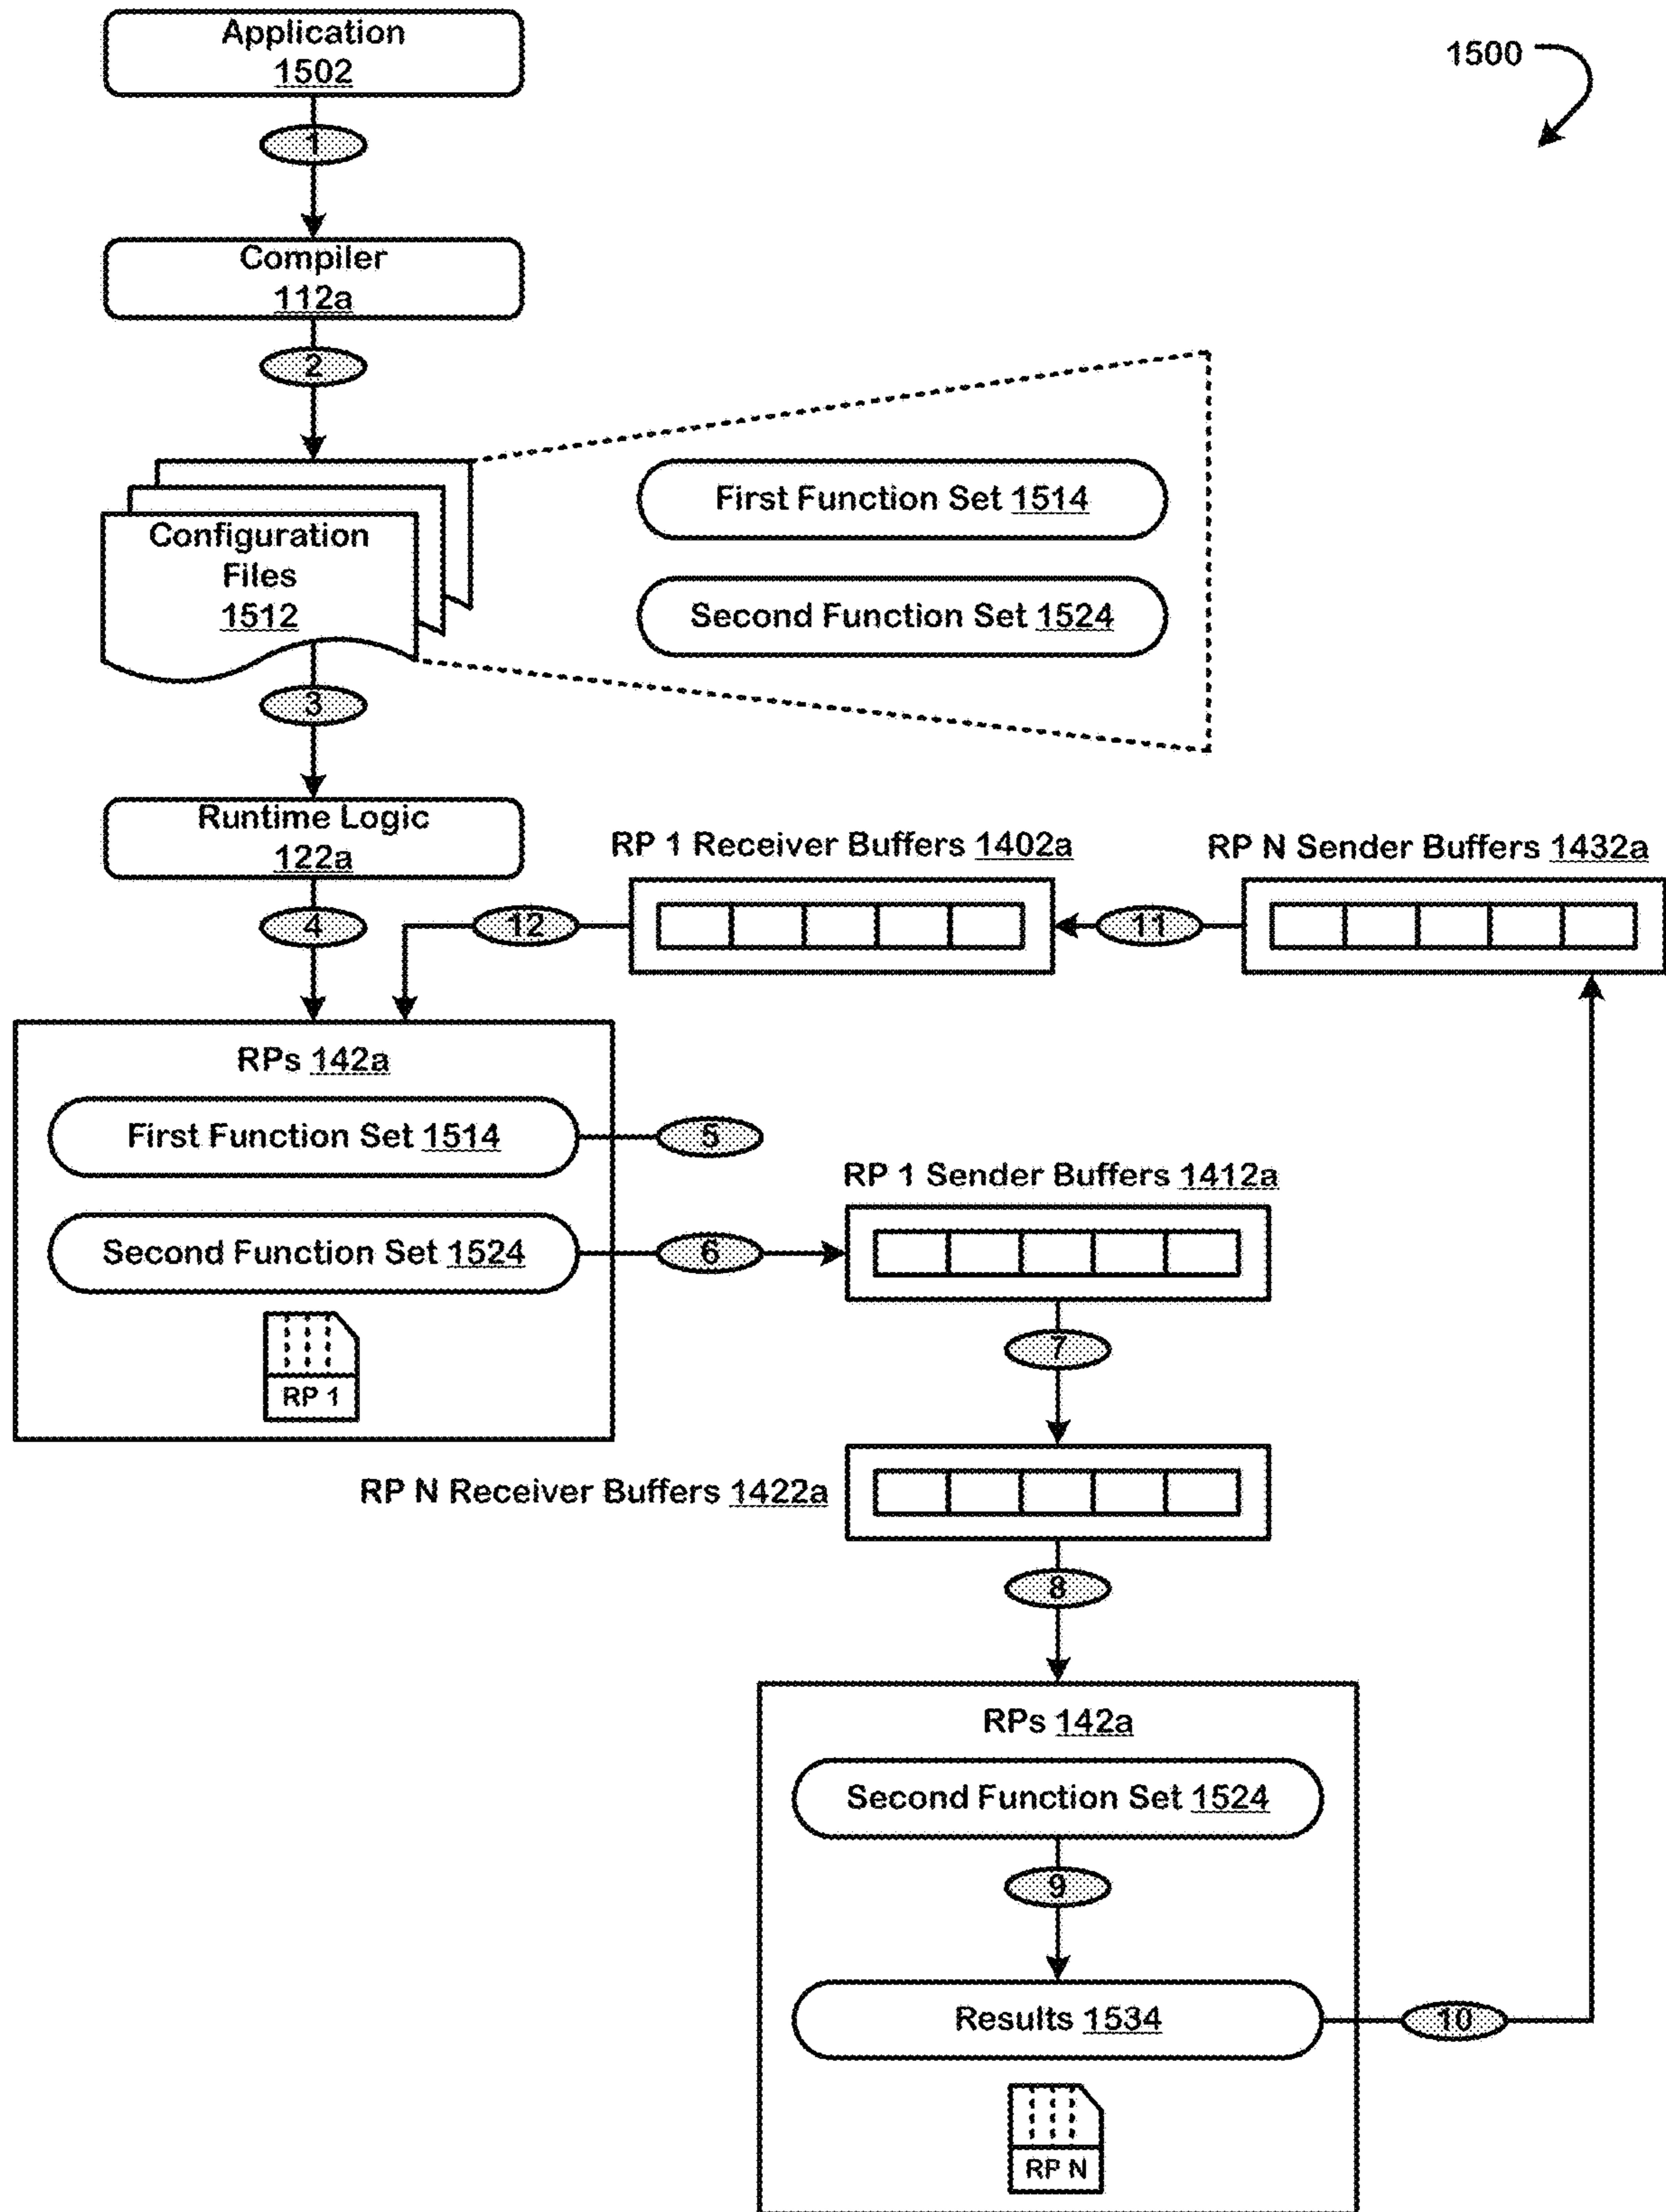 Application
1502
1500
1
Compiler
112a
2
First Function Set 1514
Configuration
Files
1512
Second Function Set 1524
3
Runtime Logic
122a
RP 1 Receiver Buffers 1402a
RP N Sender Buffers 1432a
4
12
11
RPs 142a
First Function Set 1514
5
RP 1 Sender Buffers 1412a
Second Function Set 1524
6
7
RP 1
RP N Receiver Buffers 1422a
8
RPs 142a
Second Function Set 1524
9
Results 1534
10
RP N